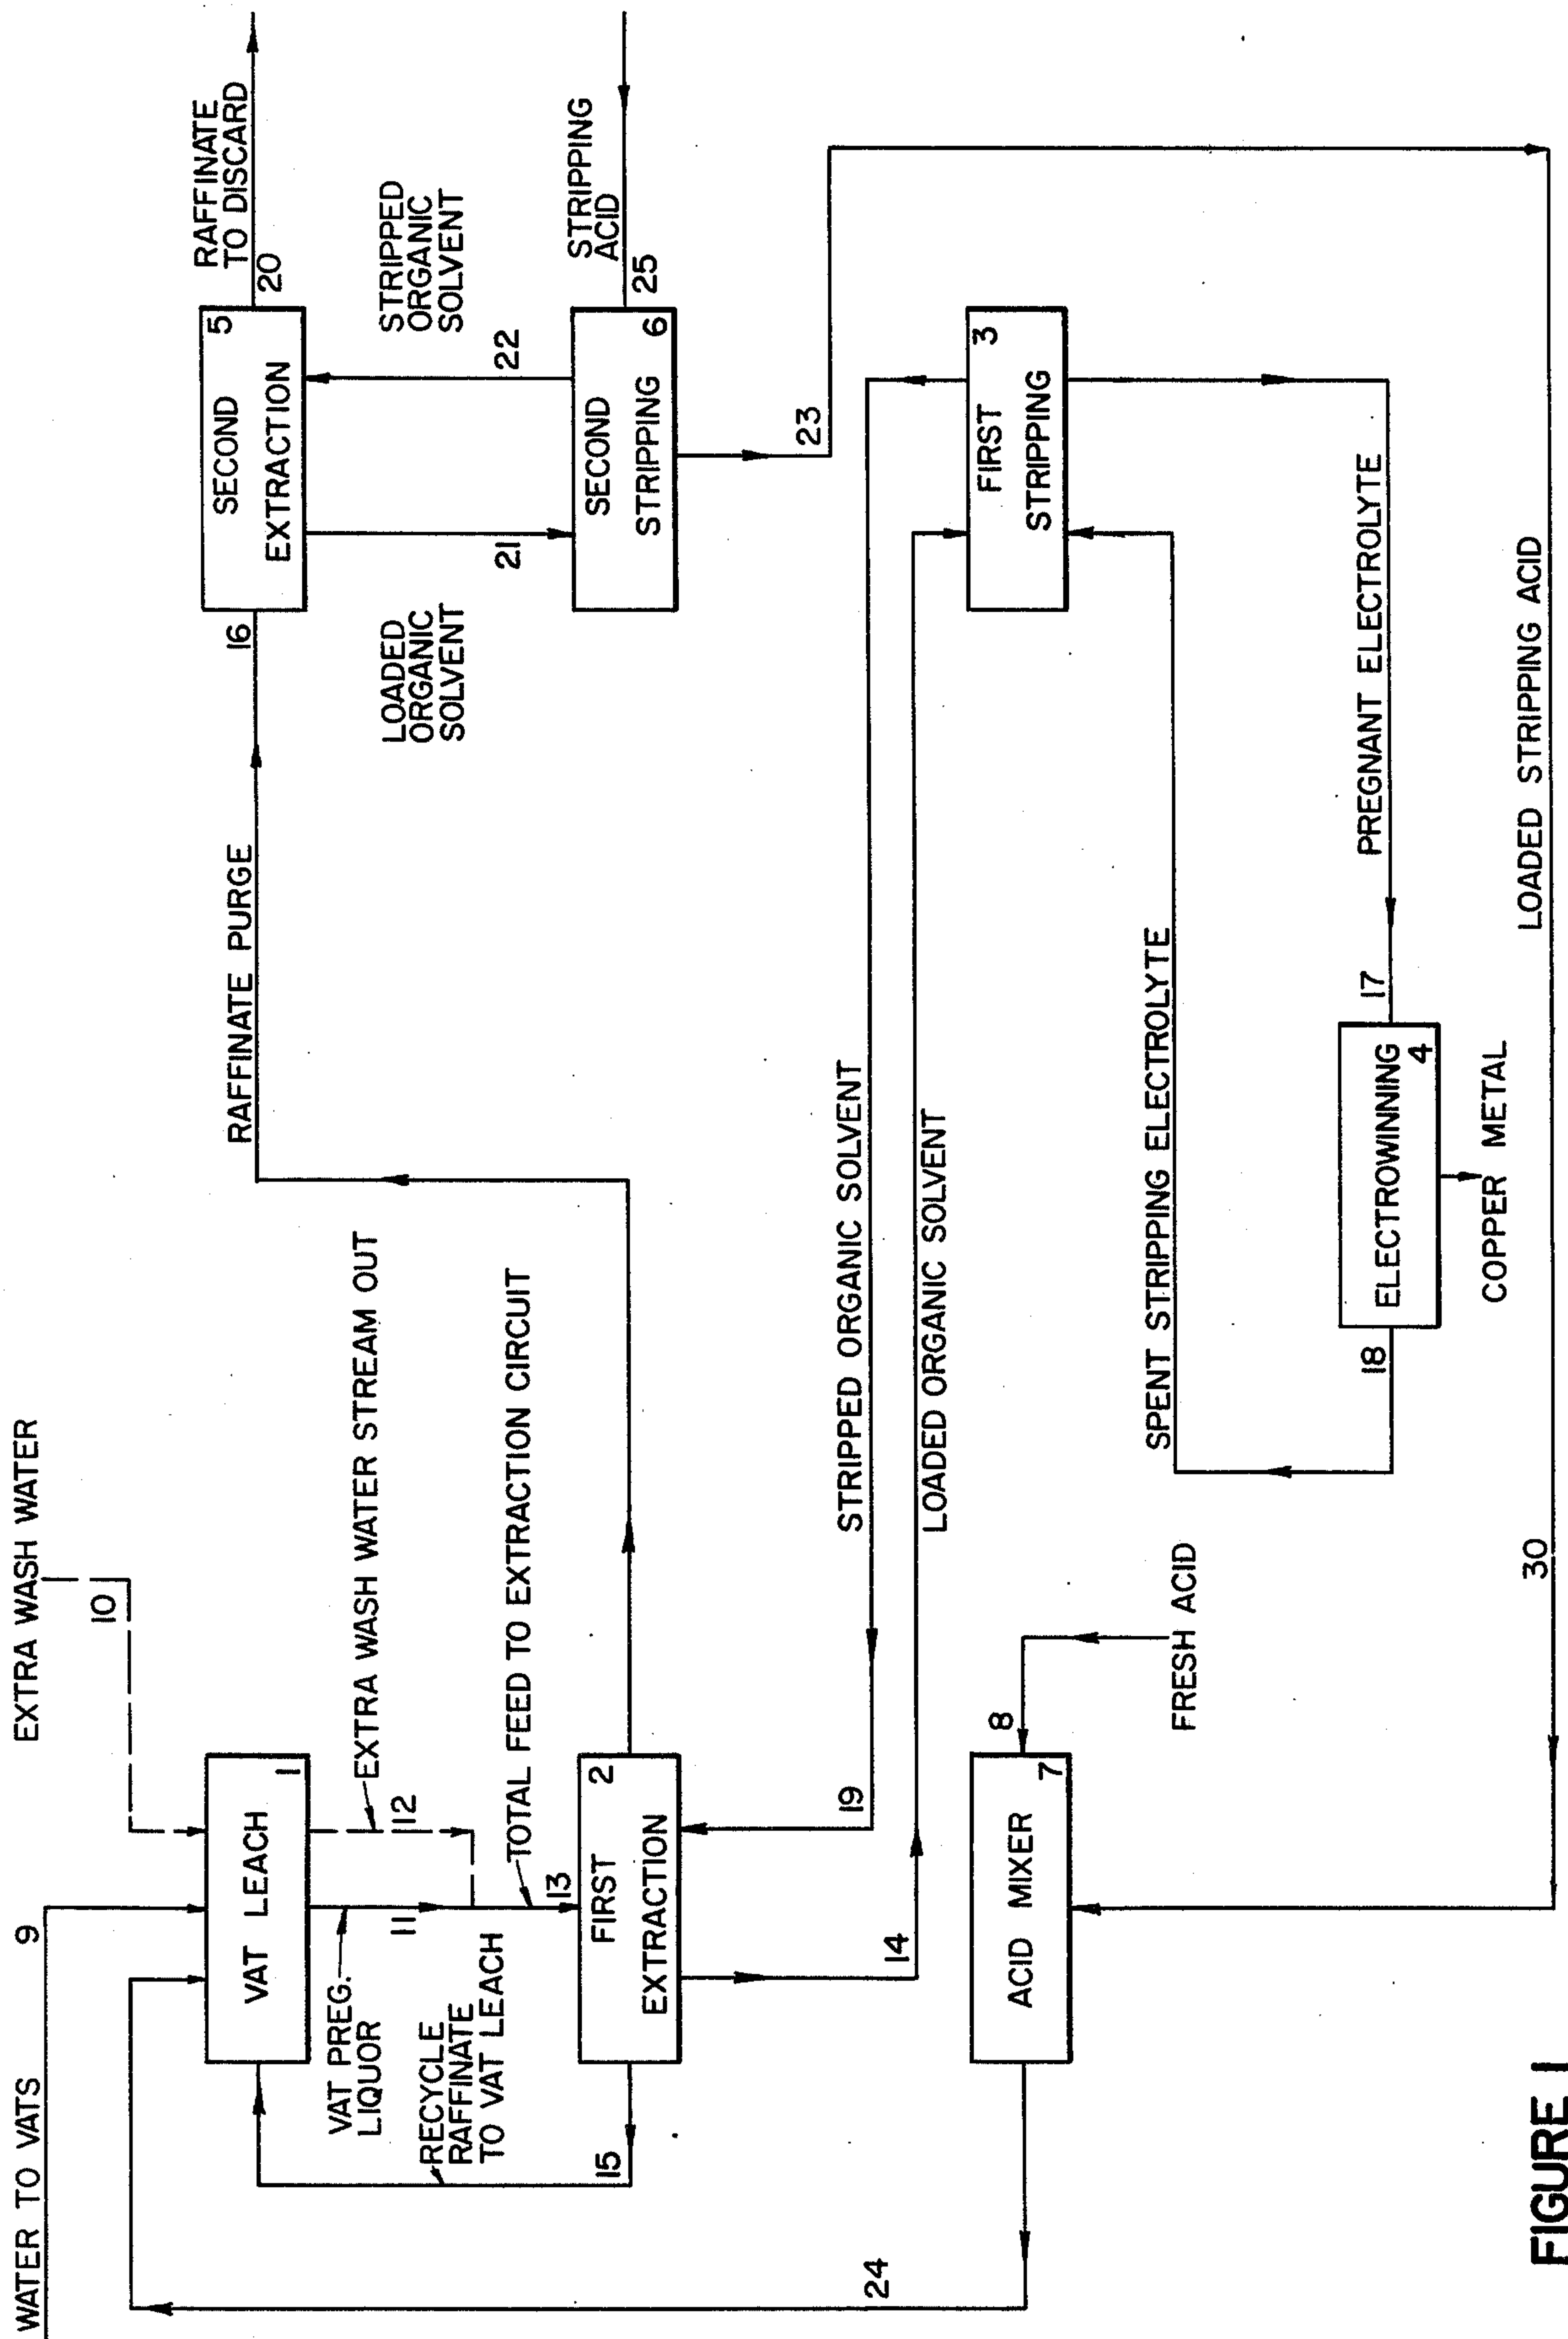 WATER TO VATS
9
EXTRA WASH WATER
10
24
VAT LEACH
1
VAT PREG.
LIQUOR
11
12
EXTRA WASH WATER STREAM OUT
RECYCLE
RAFFINATE
TO VAT LEACH
15
13
TOTAL FEED TO EXTRACTION CIRCUIT
FIRST
EXTRACTION
2
14
19
RAFFINATE PURGE
16
SECOND
EXTRACTION
5
RAFFINATE
TO DISCARD
20
LOADED
ORGANIC
SOLVENT
21
22
STRIPPED
ORGANIC
SOLVENT
SECOND
STRIPPING
6
STRIPPING
ACID
25
23
STRIPPED ORGANIC SOLVENT
LOADED ORGANIC SOLVENT
FIRST
STRIPPING
3
ACID MIXER
7
8
FRESH ACID
SPENT STRIPPING ELECTROLYTE
18
ELECTROWINNING
4
17
PREGNANT ELECTROLYTE
COPPER METAL
30
LOADED STRIPPING ACID
FIGURE 1